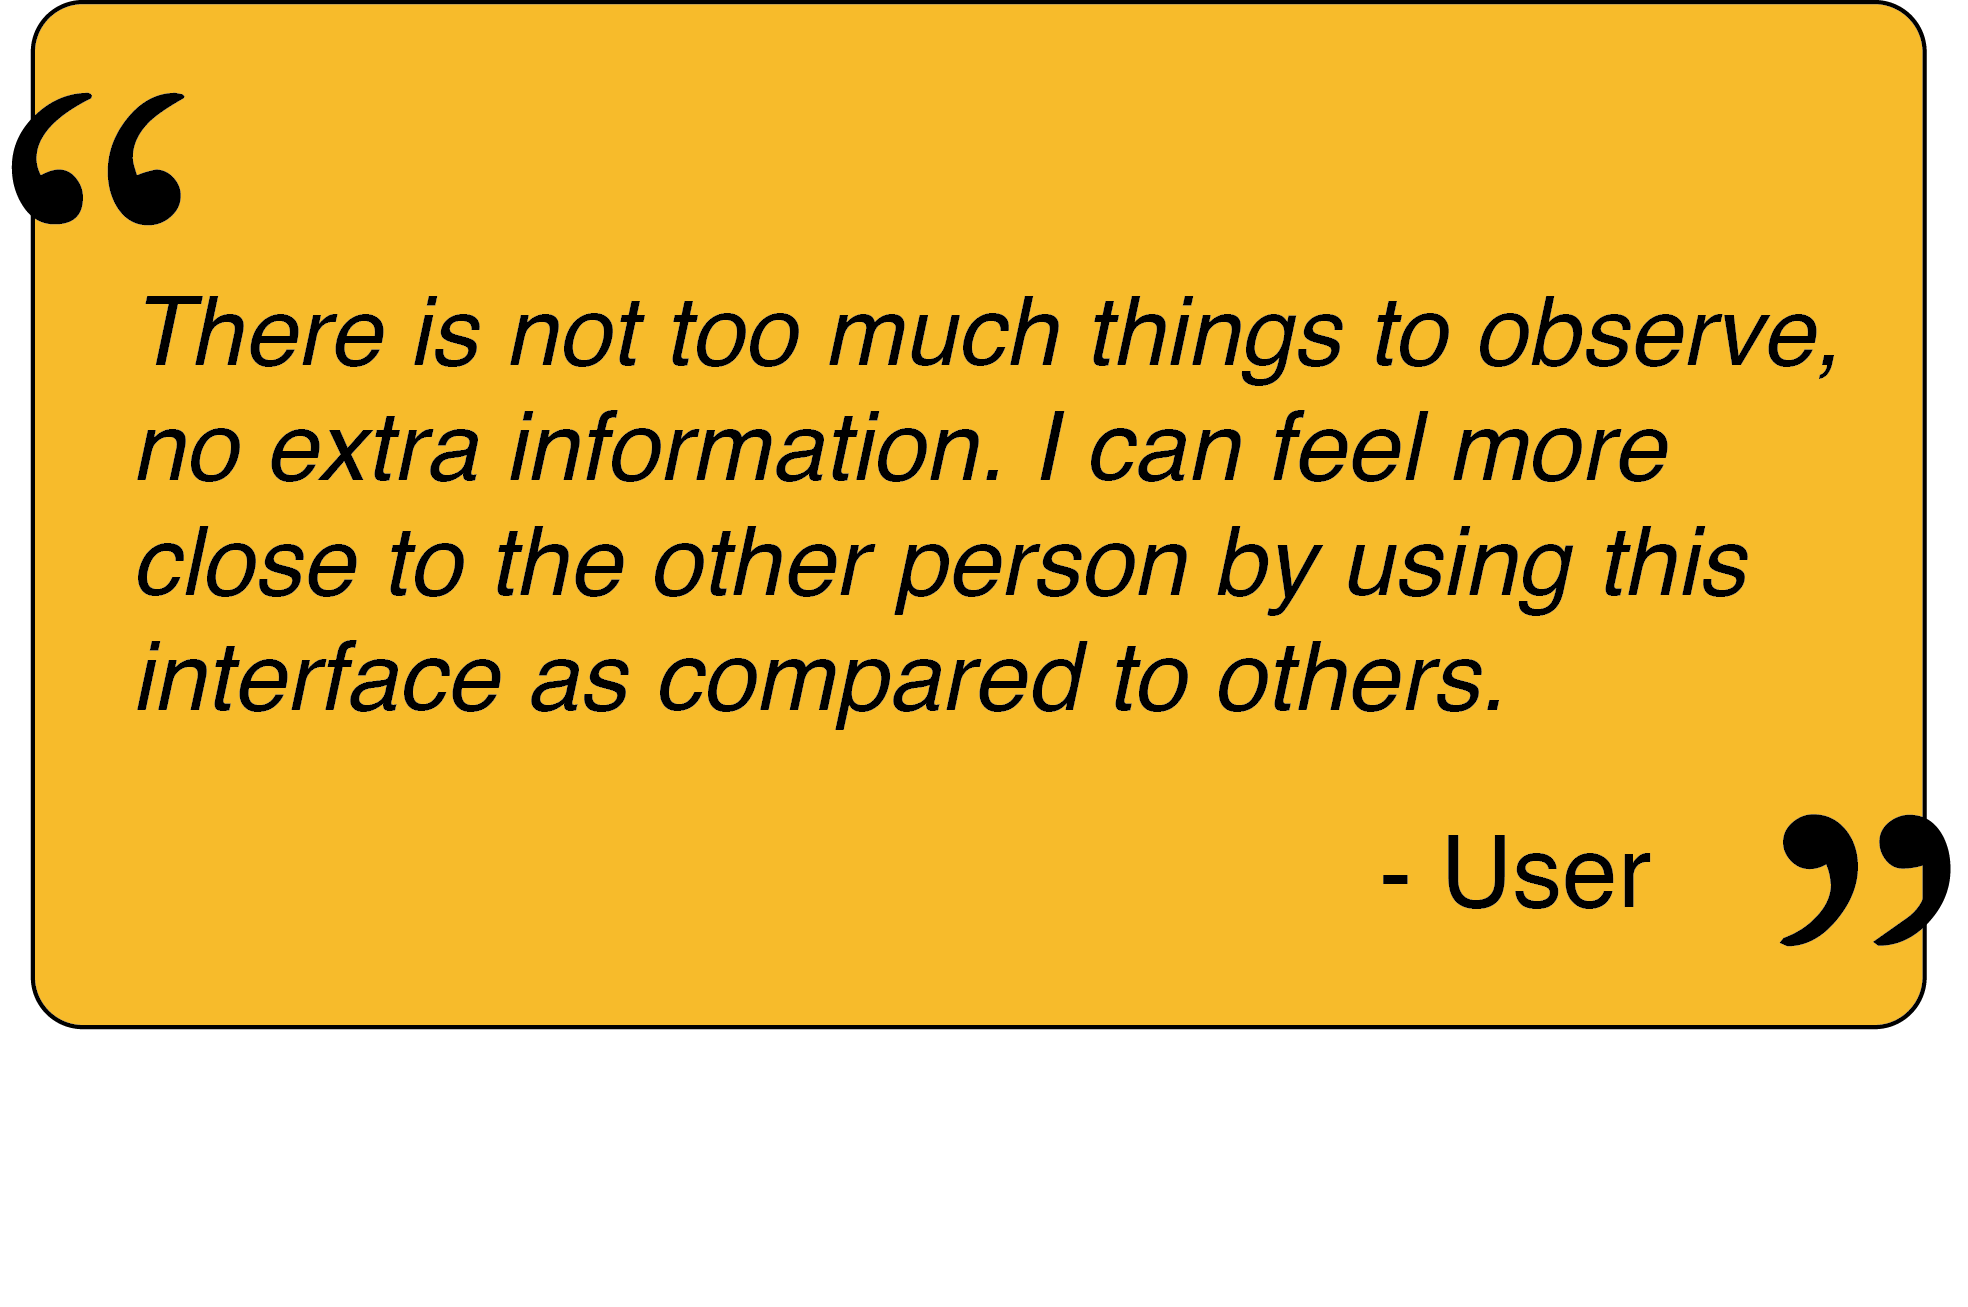 “
There is not too much things to observe,
no extra information. I can feel more
close to the other person by using this
interface as compared to others.
- User
”